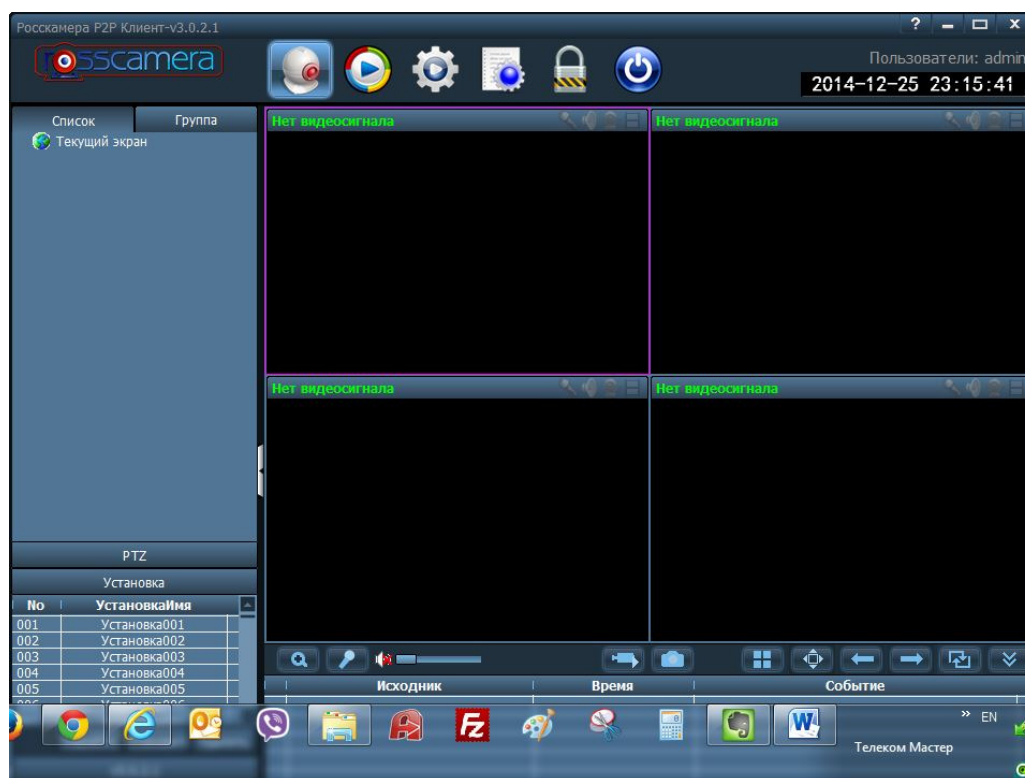 Росскамера P2P Клиент-v3.0.2.1
rosscamera
Пользователи: admin
2014-12-25 23:15:41
Список
Группа
Текущий экран
Нет видеосигнала
Нет видеосигнала
Нет видеосигнала
Нет видеосигнала
PTZ
Установка
No УстановкаИмя
001 Установка001
002 Установка002
003 Установка003
004 Установка004
005 Установка005
Исходник Время Событие
EN
Телеком Мастер